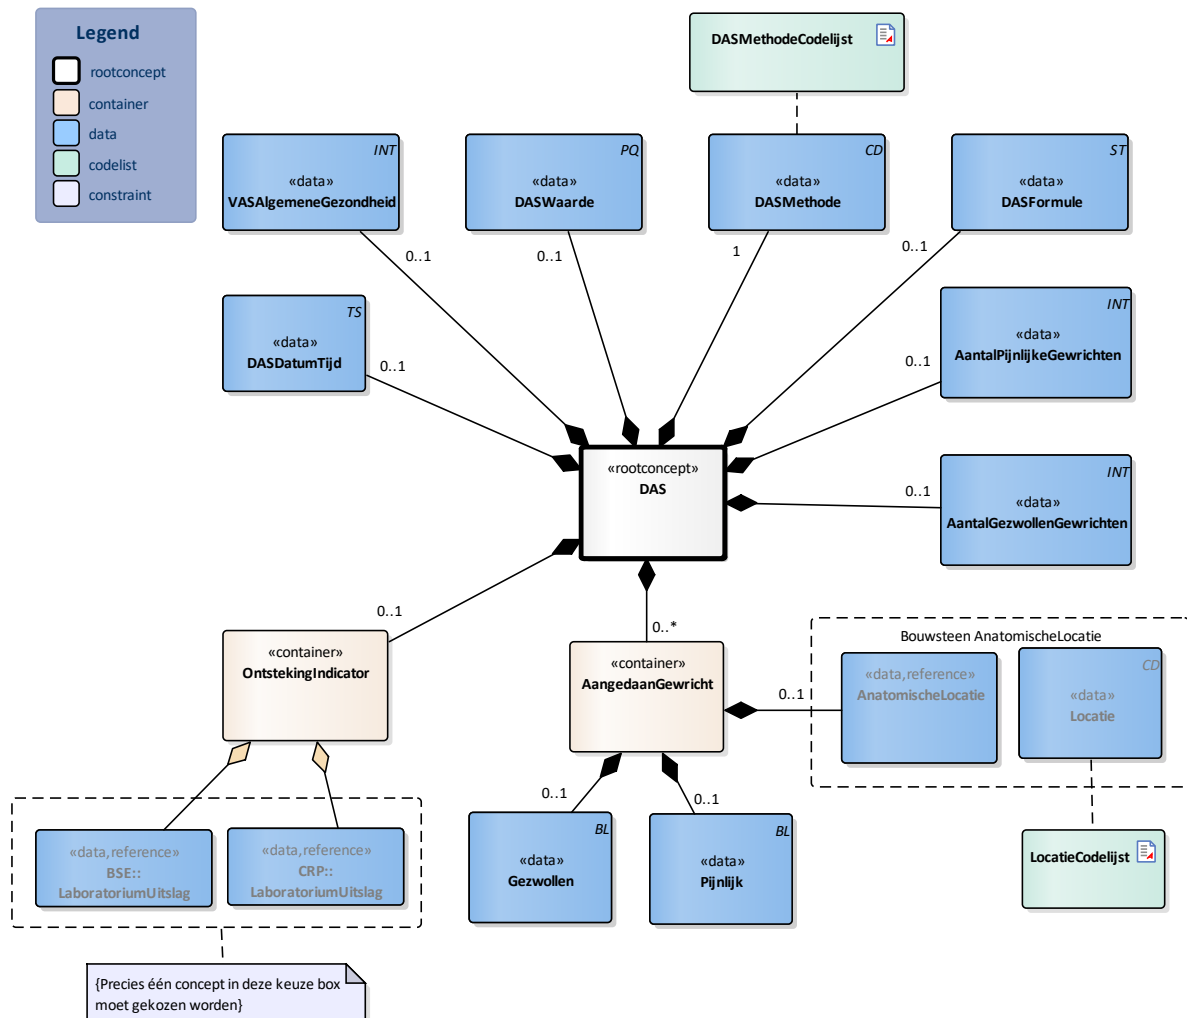 Legend
rootconcept
container
data
codelist
constraint
DASMethodeCodelijst
INT
«data»
VASAlgemeneGezondheid
PQ
«data»
DASWaarde
CD
«data»
DASMethode
ST
«data»
DASFormule
0..1
0..1
1
0..1
TS
«data»
DASDatumTijd
0..1
INT
«data»
AantalPijnlijkeGewrichten
0..1
«rootconcept»
DAS
INT
«data»
AantalGezwollenGewrichten
0..1
0..1
0..*
«container»
OntstekingIndicator
«container»
AangedaanGewricht
Bouwsteen AnatomischeLocatie
0..1
«data,reference»
AnatomischeLocatie
CD
«data»
Locatie
«data,reference»
BSE::
LaboratoriumUitslag
«data,reference»
CRP::
LaboratoriumUitslag
0..1
0..1
BL
«data»
Gezwollen
BL
«data»
Pijnlijk
LocatieCodelijst
{Precies één concept in deze keuze box
moet gekozen worden}